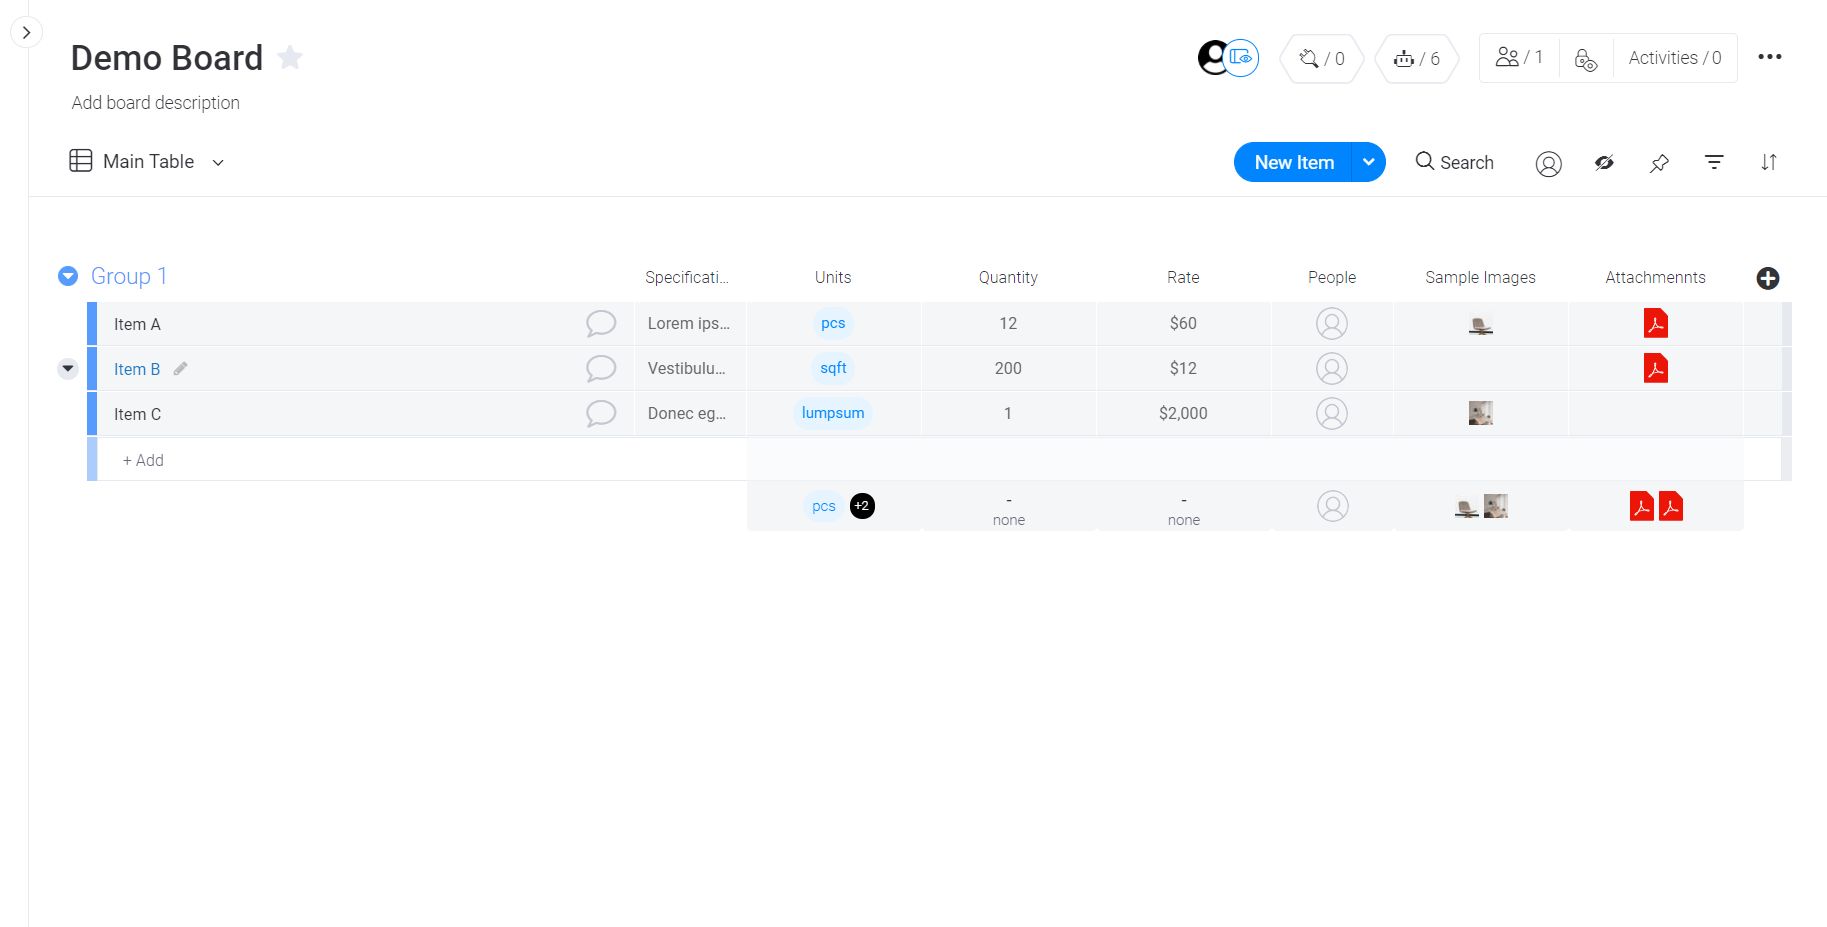 Demo Board
/ 0
/ 6
/ 1
Activities / 0
Add board description
Main Table
New Item
Search
Group 1
Specificati...
Units
Quantity
Rate
People
Sample Images
Attachmennts
Item A
Lorem ips...
pcs
12
$60
Item B
Vestibulu...
sqft
200
$12
Item C
Donec eg...
lumpsum
1
$2,000
+ Add
pcs
+2
-
none
-
none